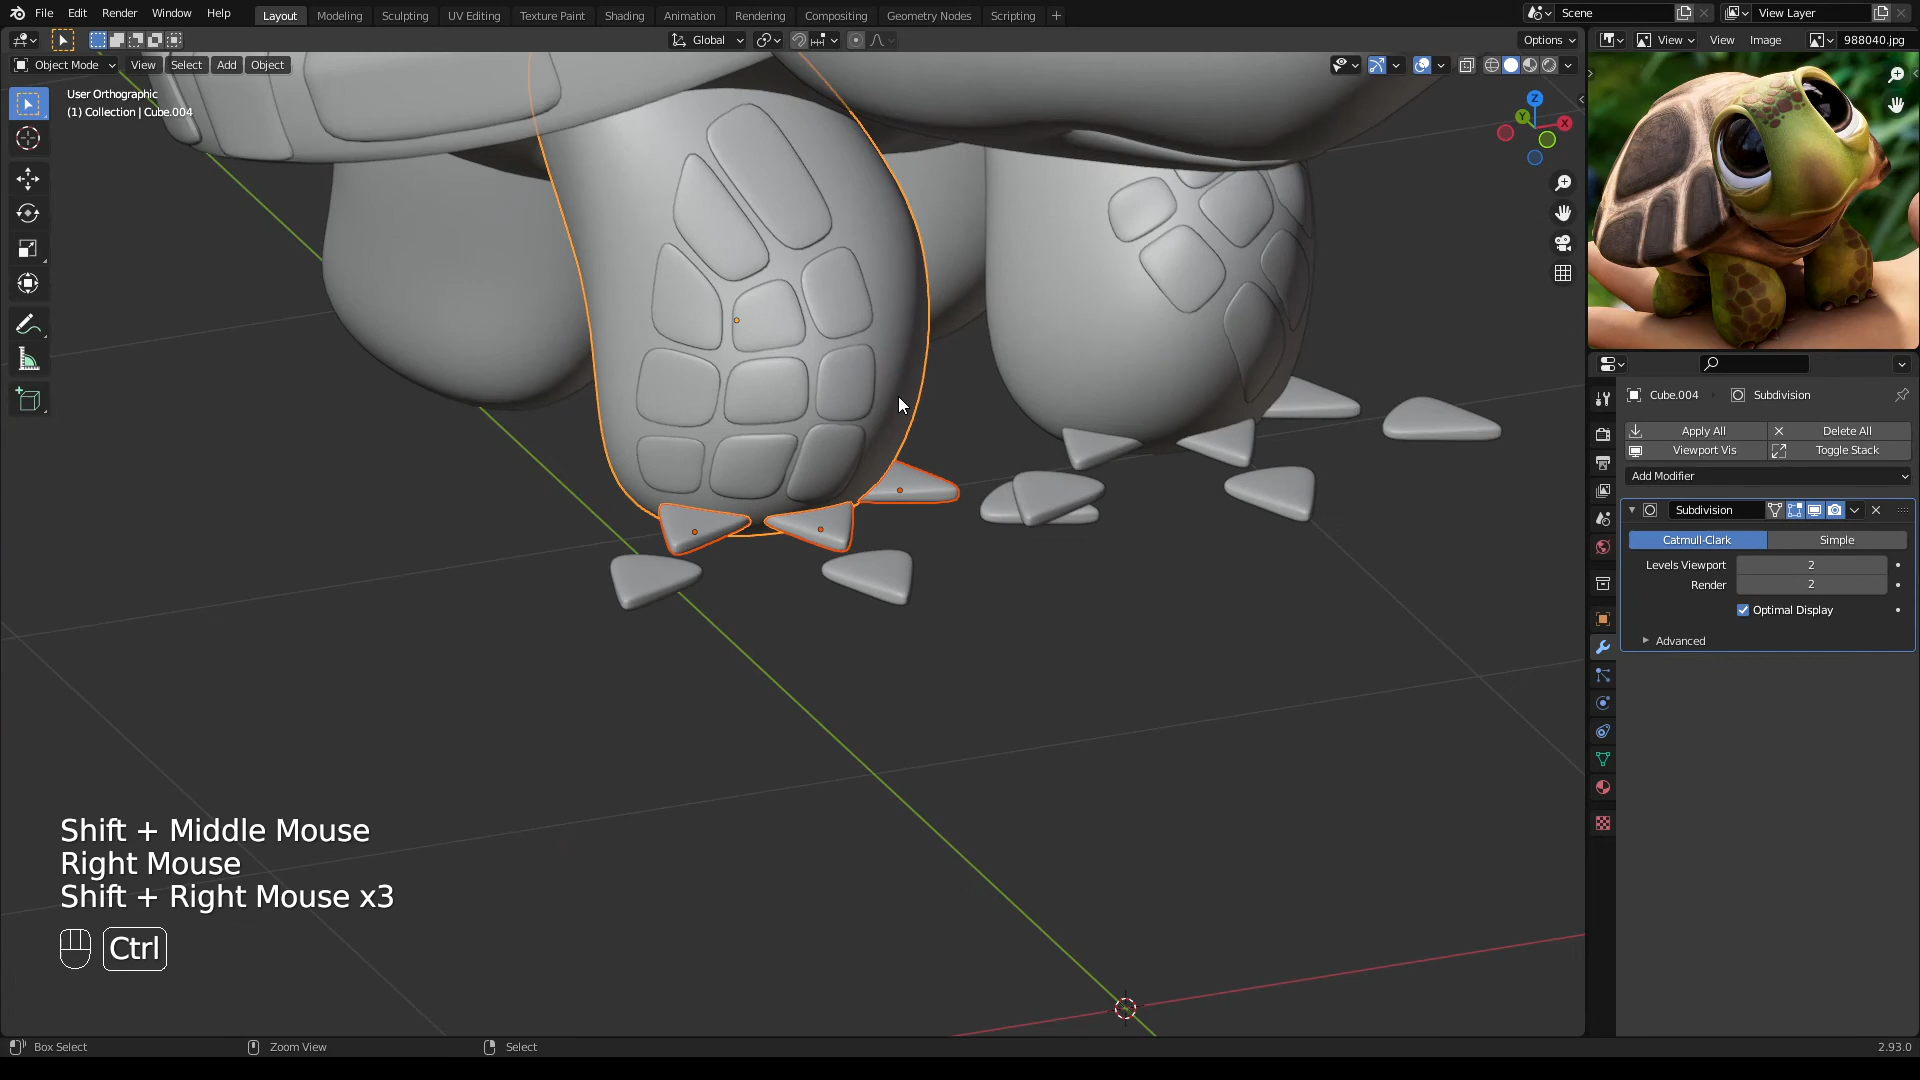 File Edit Render Window Help Layout Modeling Sculpting UV Editing Texture Paint Shading Animation Rendering Compositing Geometry Nodes Scripting + Scene View Layer
Global Options View View Image 988040.jpg
Object Mode View Select Add Object
User Orthographic
(1) Collection | Cube.004
Z
Y
X
Cube.004 Subdivision
Apply All Delete All
Viewport Vis Toggle Stack
Add Modifier
Subdivision
Catmull-Clark Simple
Levels Viewport 2
Render 2
Optimal Display
Advanced
Shift + Middle Mouse
Right Mouse
Shift + Right Mouse x3
Ctrl
Box Select Zoom View Select 2.93.0